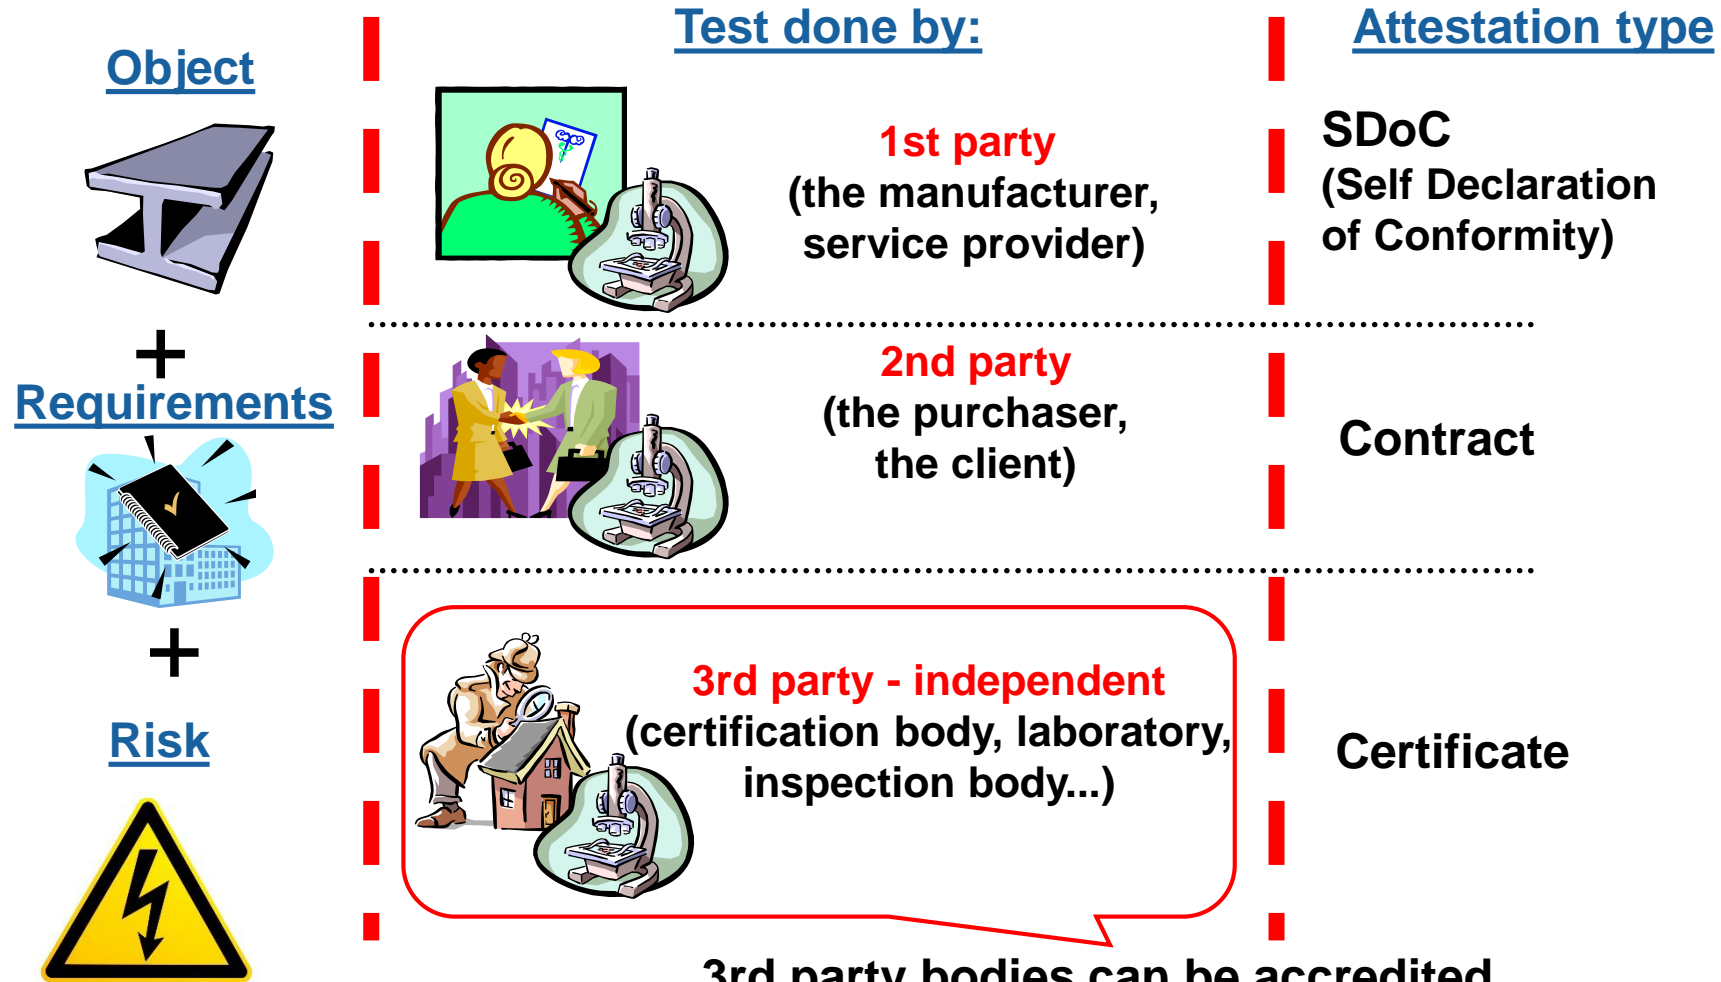 Object
+
Requirements
+
Risk
Test done by:
1st party
(the manufacturer,
service provider)
2nd party
(the purchaser,
the client)
3rd party - independent
(certification body, laboratory,
inspection body...)
3rd party bodies can be accredited
Attestation type
SDoC
(Self Declaration
of Conformity)
Contract
Certificate